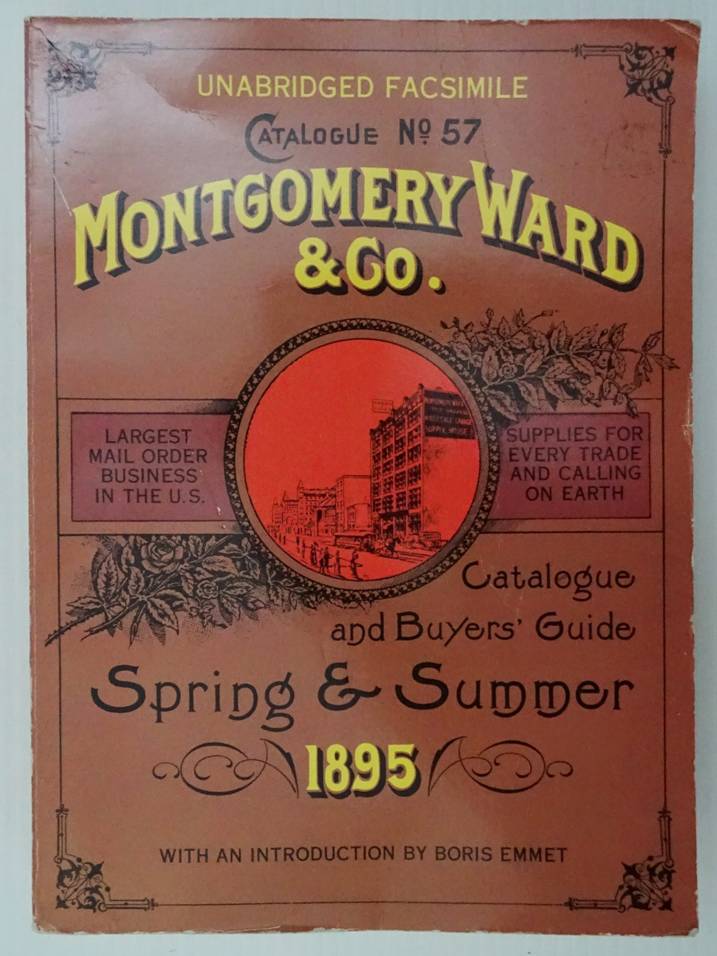 UNABRIDGED FACSIMILE
CATALOGUE Nº 57
MONTGOMERY WARD
& Co.
LARGEST
MAIL ORDER
BUSINESS
IN THE U.S.
SUPPLIES FOR
EVERY TRADE
AND CALLING
ON EARTH
Catalogue
and Buyers' Guide
Spring & Summer
1895
WITH AN INTRODUCTION BY BORIS EMMET